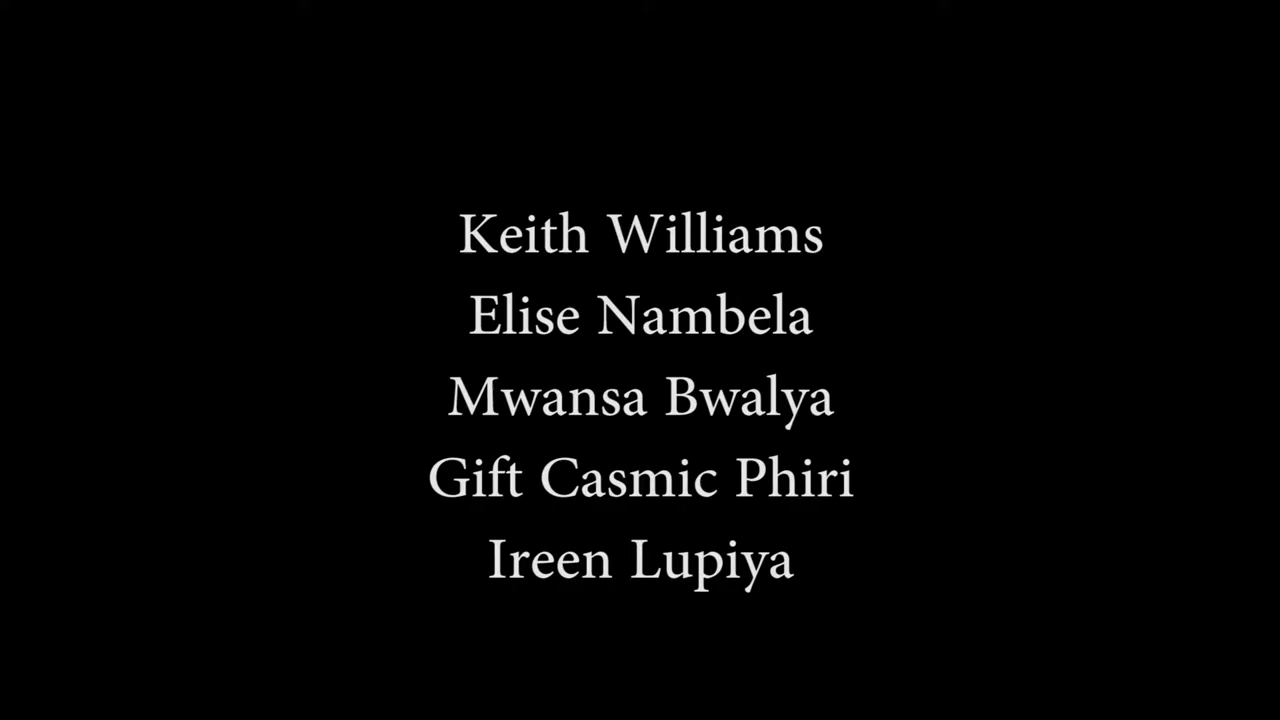 Keith Williams
Elise Nambela
Mwansa Bwalya
Gift Casmic Phiri
Ireen Lupiya